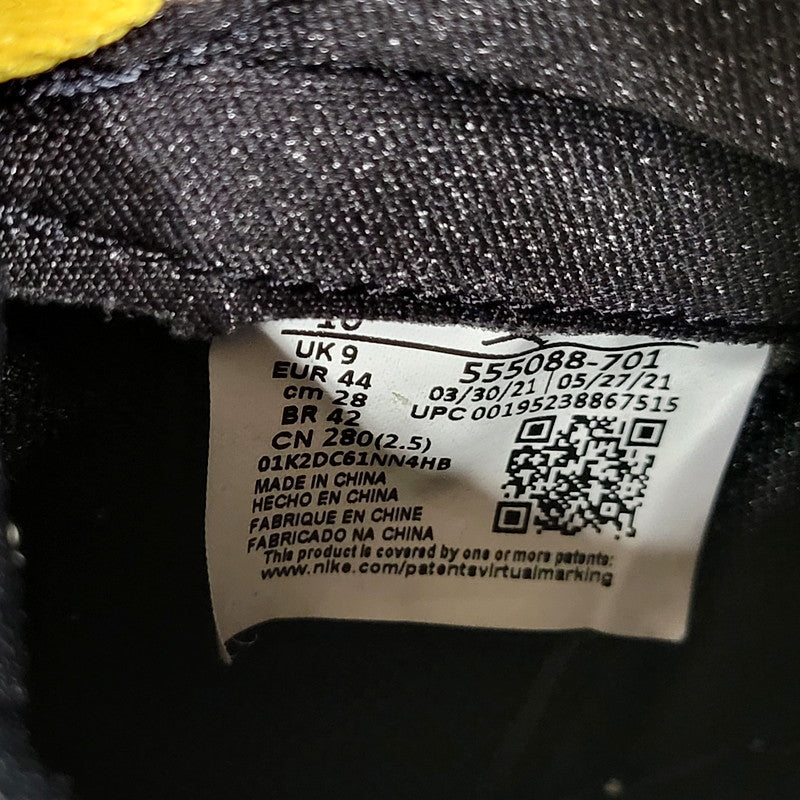 10
UK 9
EUR 44
cm 28
BR 42
CN 280(2.5)
01K2DC61NN4HB
MADE IN CHINA
HECHO EN CHINA
FABRIQUE EN CHINE
FABRICADO NA CHINA
555088-701
03/30/21 | 05/27/21
UPC 00195238867515
This product is covered by one or more patents:
www.nike.com/patentsvirtualmarking